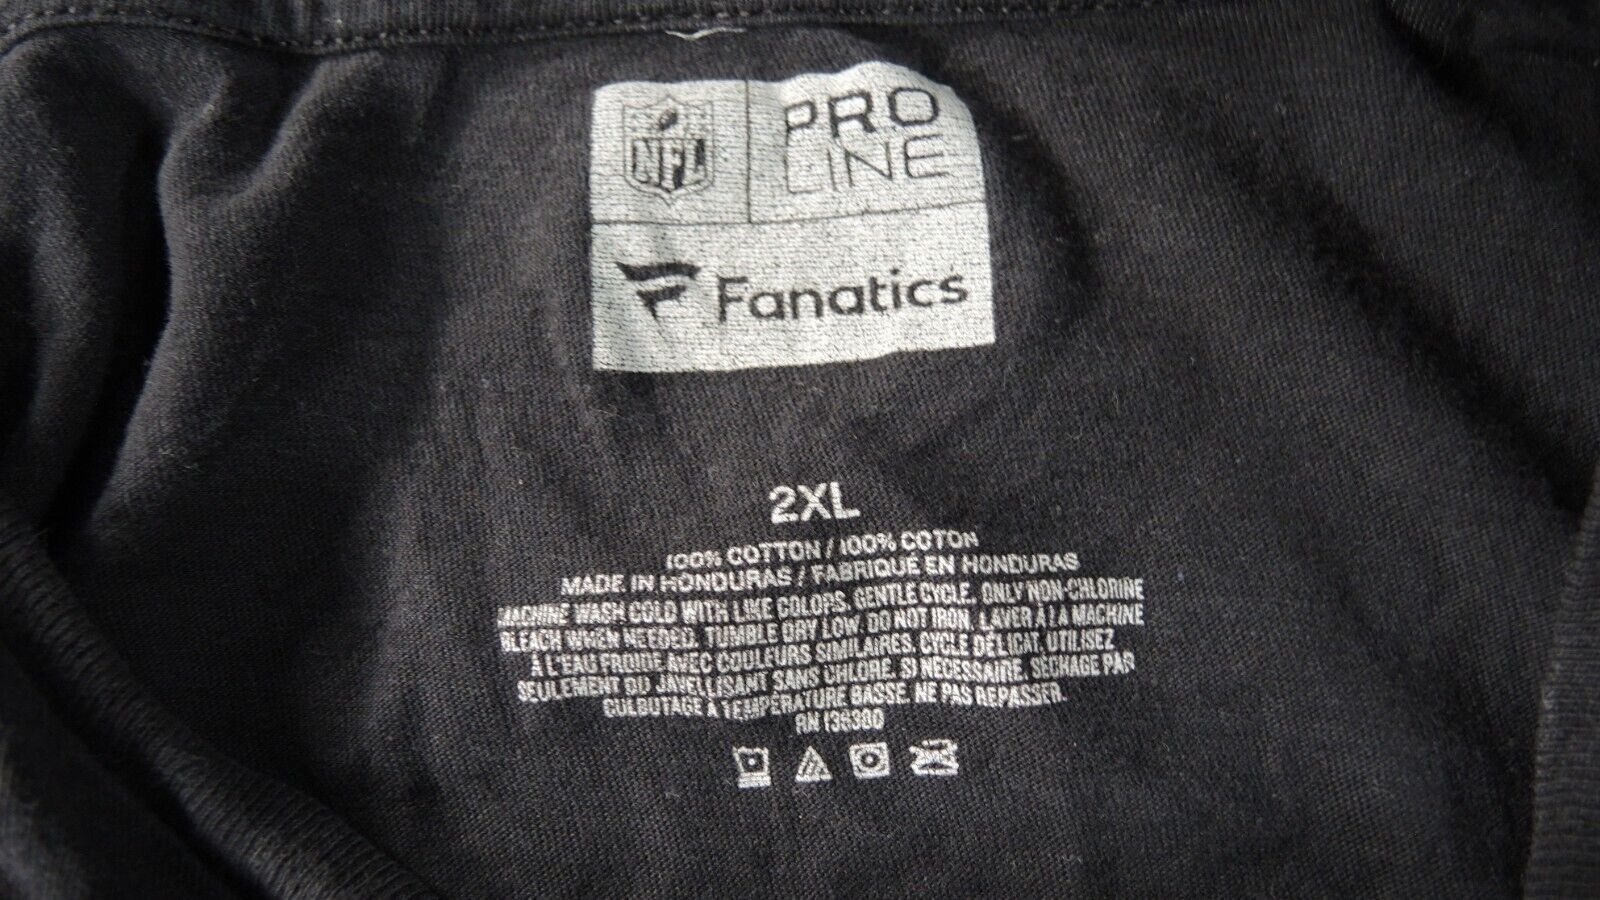 NFL
PRO
LINE
Fanatics
2XL
100% COTTON / 100% COTON
MADE IN HONDURAS / FABRIQUÉ EN HONDURAS
MACHINE WASH COLD WITH LIKE COLORS. GENTLE CYCLE. ONLY NON-CHLORINE
BLEACH WHEN NEEDED. TUMBLE DRY LOW. DO NOT IRON. LAVER À LA MACHINE
À L'EAU FROIDE AVEC COULEURS SIMILAIRES. CYCLE DÉLICAT. UTILISEZ
SEULEMENT DU JAVELLISANT SANS CHLORE. SI NÉCESSAIRE. SÉCHAGE PAR
CULBUTAGE À TEMPÉRATURE BASSE. NE PAS REPASSER.
RN 138380